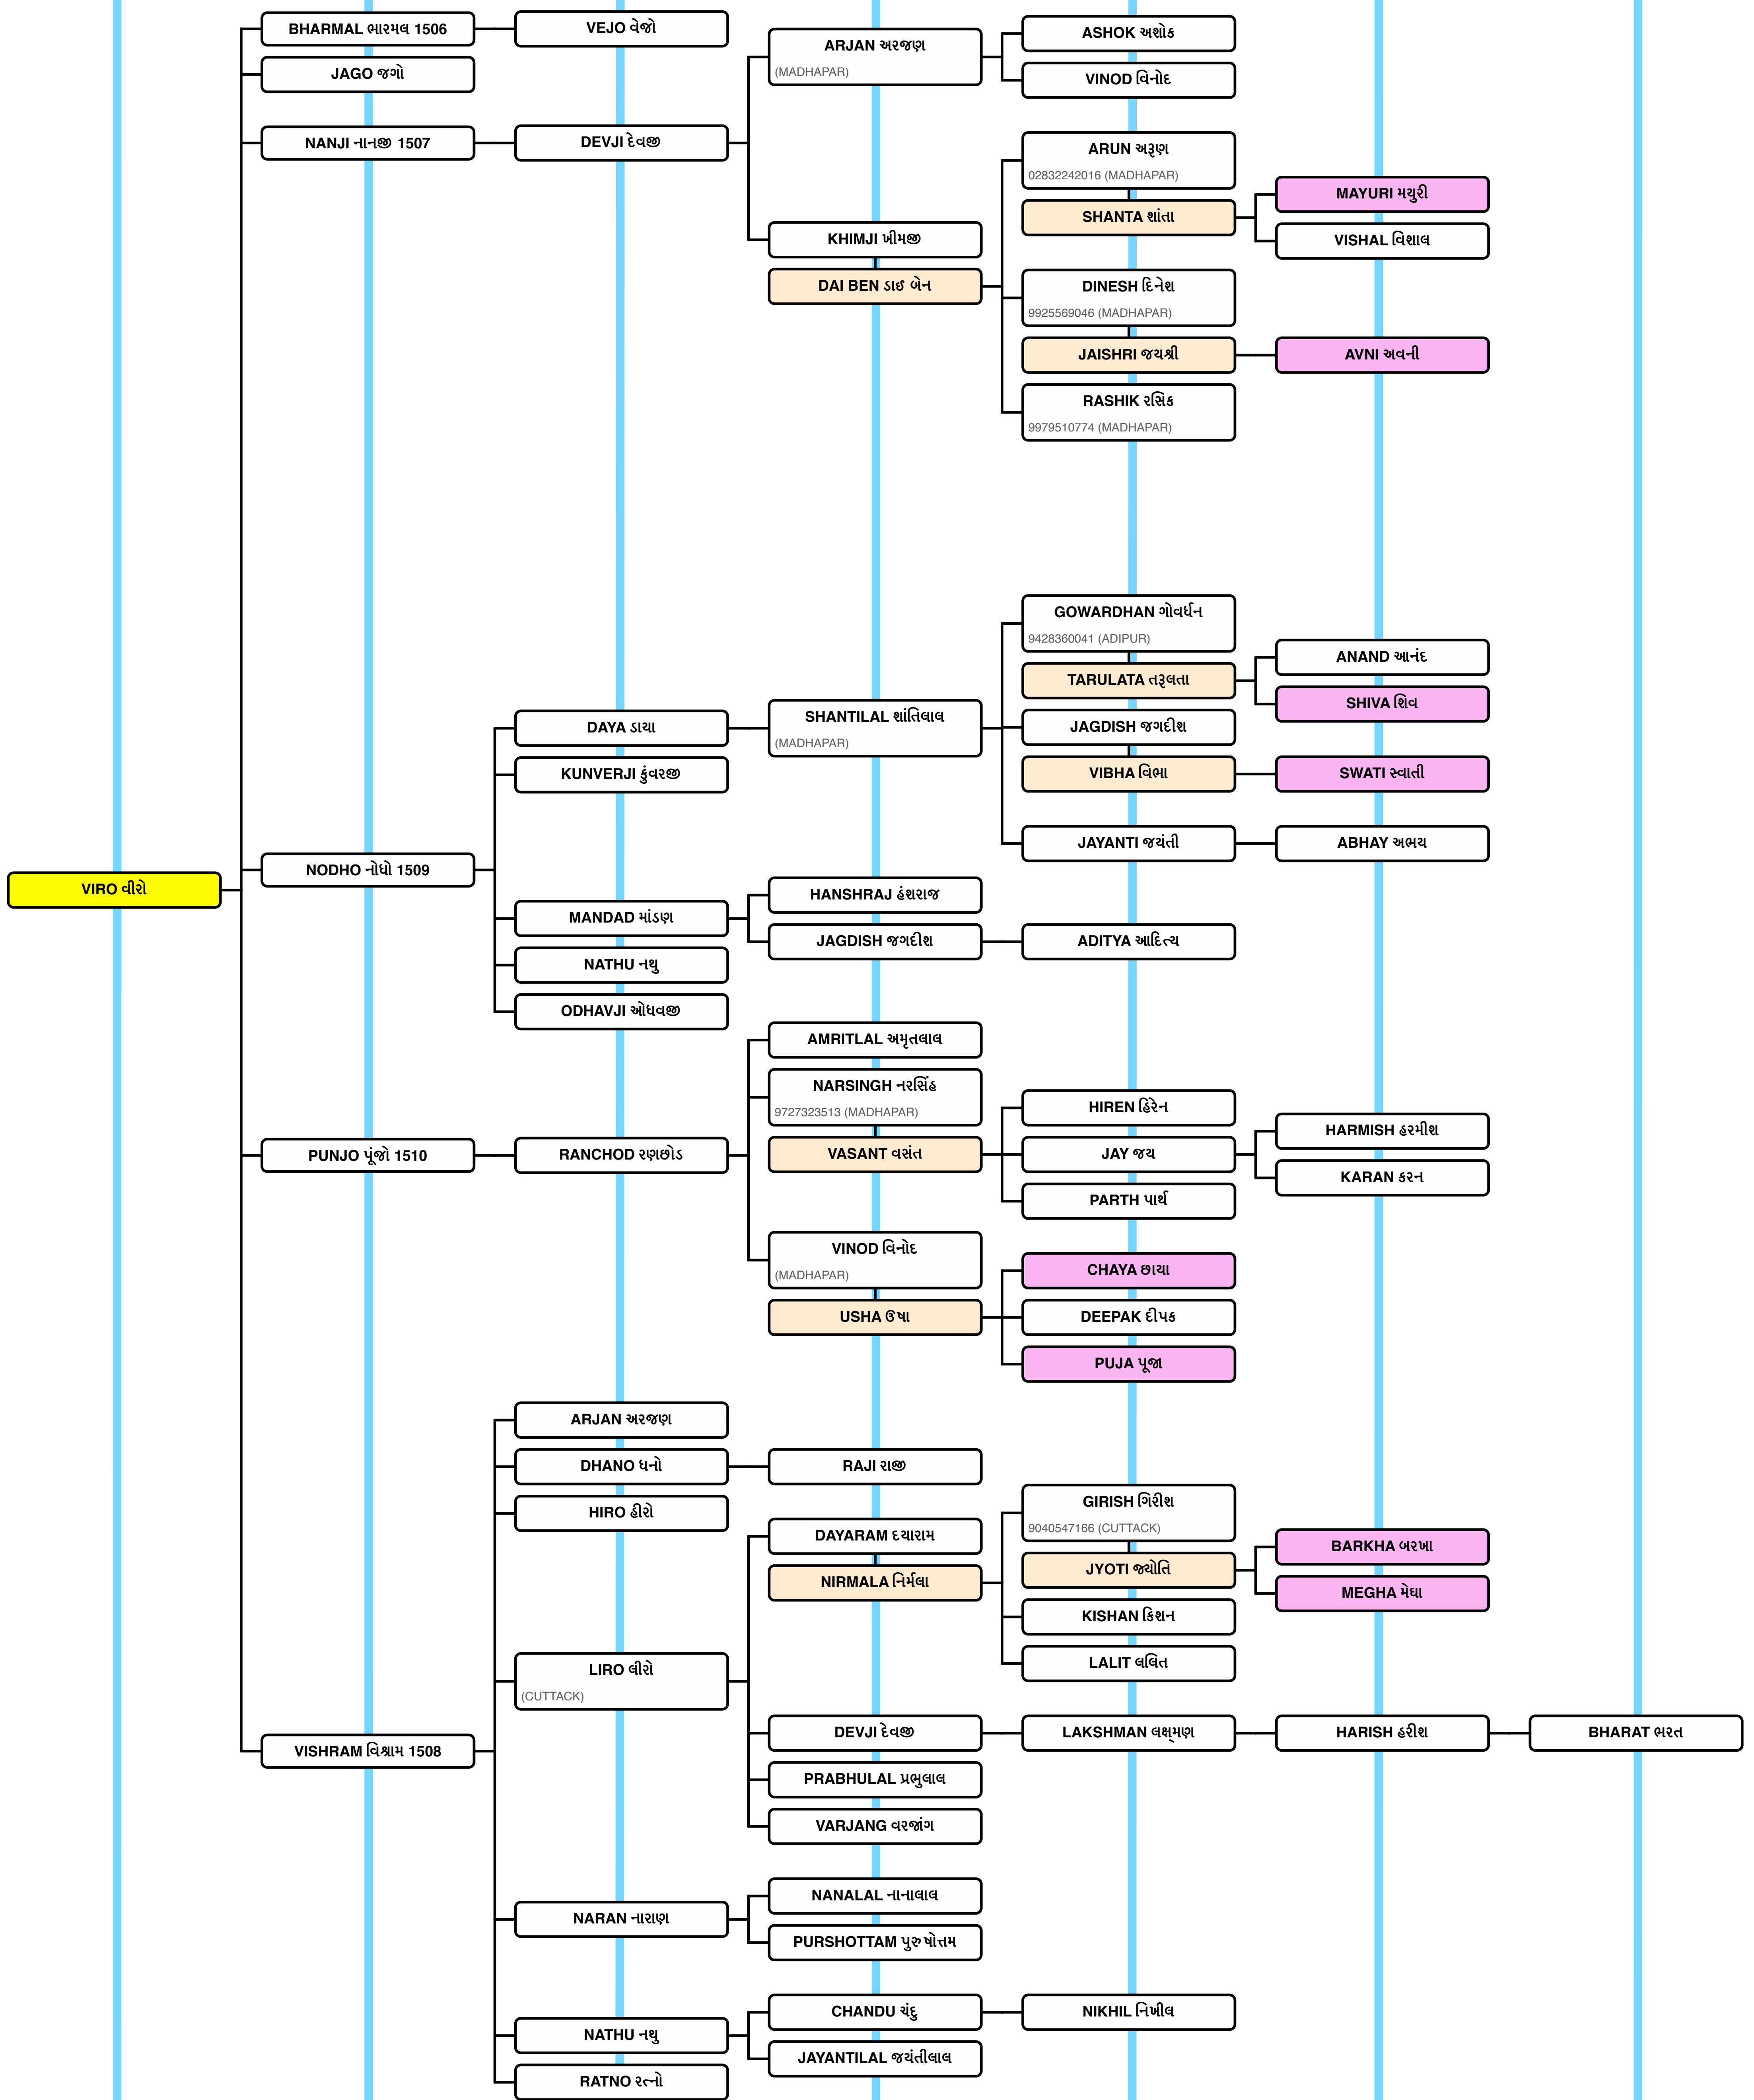 VIRO વીરો
BHARMAL ભારમલ 1506
VEJO વેજો
JAGO જગો
NANJI નાનજી 1507
DEVJI દેવજી
ARJAN અરજણ
(MADHAPAR)
ASHOK અશોક
VINOD વિનોદ
KHIMJI ખીમજી
DAI BEN ડાઈ બેન
ARUN અરૂણ
02832242016 (MADHAPAR)
SHANTA શાંતા
MAYURI મયુરી
VISHAL વિશાલ
DINESH દિનેશ
9925569046 (MADHAPAR)
JAISHRI જયશ્રી
AVNI અવની
RASHIK રસિક
9979510774 (MADHAPAR)
NODHO નોધો 1509
DAYA ડાયા
SHANTILAL શાંતિલાલ
(MADHAPAR)
GOWARDHAN ગોવર્ધન
9428360041 (ADIPUR)
TARULATA તરૂલતા
ANAND આનંદ
SHIVA શિવ
JAGDISH જગદીશ
VIBHA વિભા
SWATI સ્વાતી
JAYANTI જયંતી
ABHAY અભય
KUNVERJI કુંવરજી
MANDAD માંડણ
HANSHRAJ હંશરાજ
JAGDISH જગદીશ
ADITYA આદિત્ય
NATHU નથુ
ODHAVJI ઓધવજી
PUNJO પૂંજો 1510
RANCHOD રણછોડ
AMRITLAL અમૃતલાલ
NARSINGH નરસિંહ
9727323513 (MADHAPAR)
VASANT વસંત
HIREN હિરેન
JAY જય
HARMISH હરમીશ
KARAN કરન
PARTH પાર્થ
VINOD વિનોદ
(MADHAPAR)
USHA ઉષા
CHAYA છાયા
DEEPAK દીપક
PUJA પૂજા
VISHRAM વિશ્રામ 1508
ARJAN અરજણ
DHANO ધનો
RAJI રાજી
HIRO હીરો
LIRO લીરો
(CUTTACK)
DAYARAM દયારામ
NIRMALA નિર્મલા
GIRISH ગિરીશ
9040547166 (CUTTACK)
JYOTI જ્યોતિ
BARKHA બરખા
MEGHA મેઘા
KISHAN કિશન
LALIT લલિત
DEVJI દેવજી
LAKSHMAN લક્ષ્મણ
HARISH હરીશ
BHARAT ભરત
PRABHULAL પ્રભુલાલ
VARJANG વરજાંગ
NARAN નારાણ
NANALAL નાનાલાલ
PURSHOTTAM પુરુષોત્તમ
NATHU નથુ
CHANDU ચંદુ
NIKHIL નિખીલ
JAYANTILAL જયંતીલાલ
RATNO રત્નો